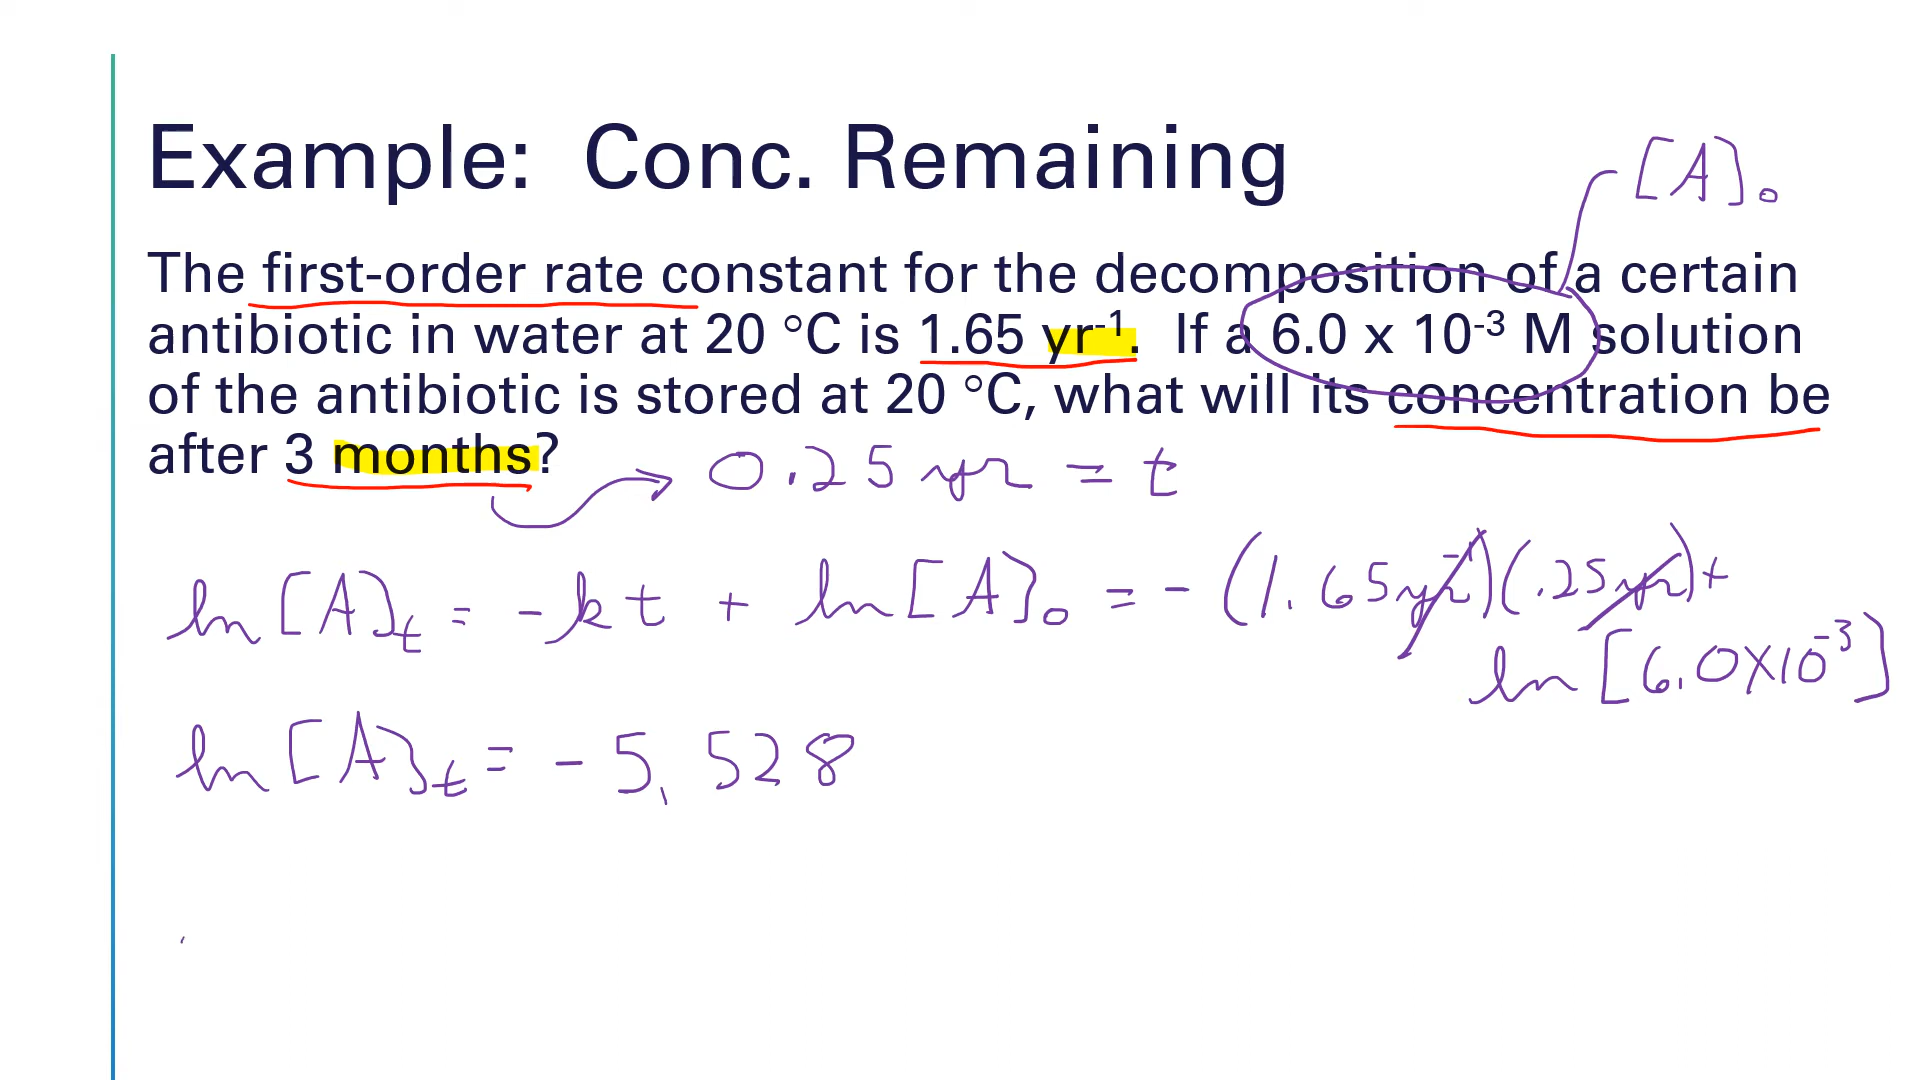 Example: Conc. Remaining
[A]₀
The first-order rate constant for the decomposition of a certain
antibiotic in water at 20 °C is 1.65 yr⁻¹. If a 6.0 x 10⁻³ M solution
of the antibiotic is stored at 20 °C, what will its concentration be
after 3 months?
0.25 yr = t
ln [A]ₜ = -kt + ln [A]₀ = - (1.65 yr⁻¹)(.25 yr) +
ln [6.0X10⁻³]
ln [A]ₜ = - 5.528